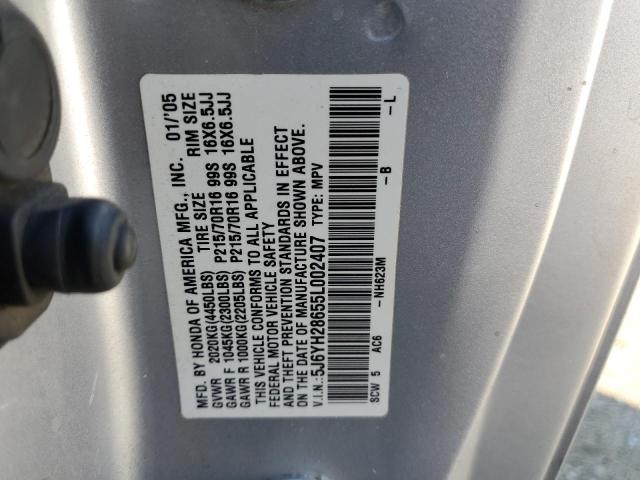 MFD. BY HONDA OF AMERICA MFG., INC. 01/'05
TIRE SIZE RIM SIZE
GVWR 2020KG(4450LBS) P215/70R16 99S 16X6.5JJ
GAWR F 1045KG(2300LBS) P215/70R16 99S 16X6.5JJ
GAWR R 1000KG(2205LBS)
THIS VEHICLE CONFORMS TO ALL APPLICABLE
FEDERAL MOTOR VEHICLE SAFETY
AND THEFT PREVENTION STANDARDS IN EFFECT
ON THE DATE OF MANUFACTURE SHOWN ABOVE.
V.I.N.: 5J6YH28655L002407 TYPE: MPV
SCW 5 AC6 -NH623M -B -L